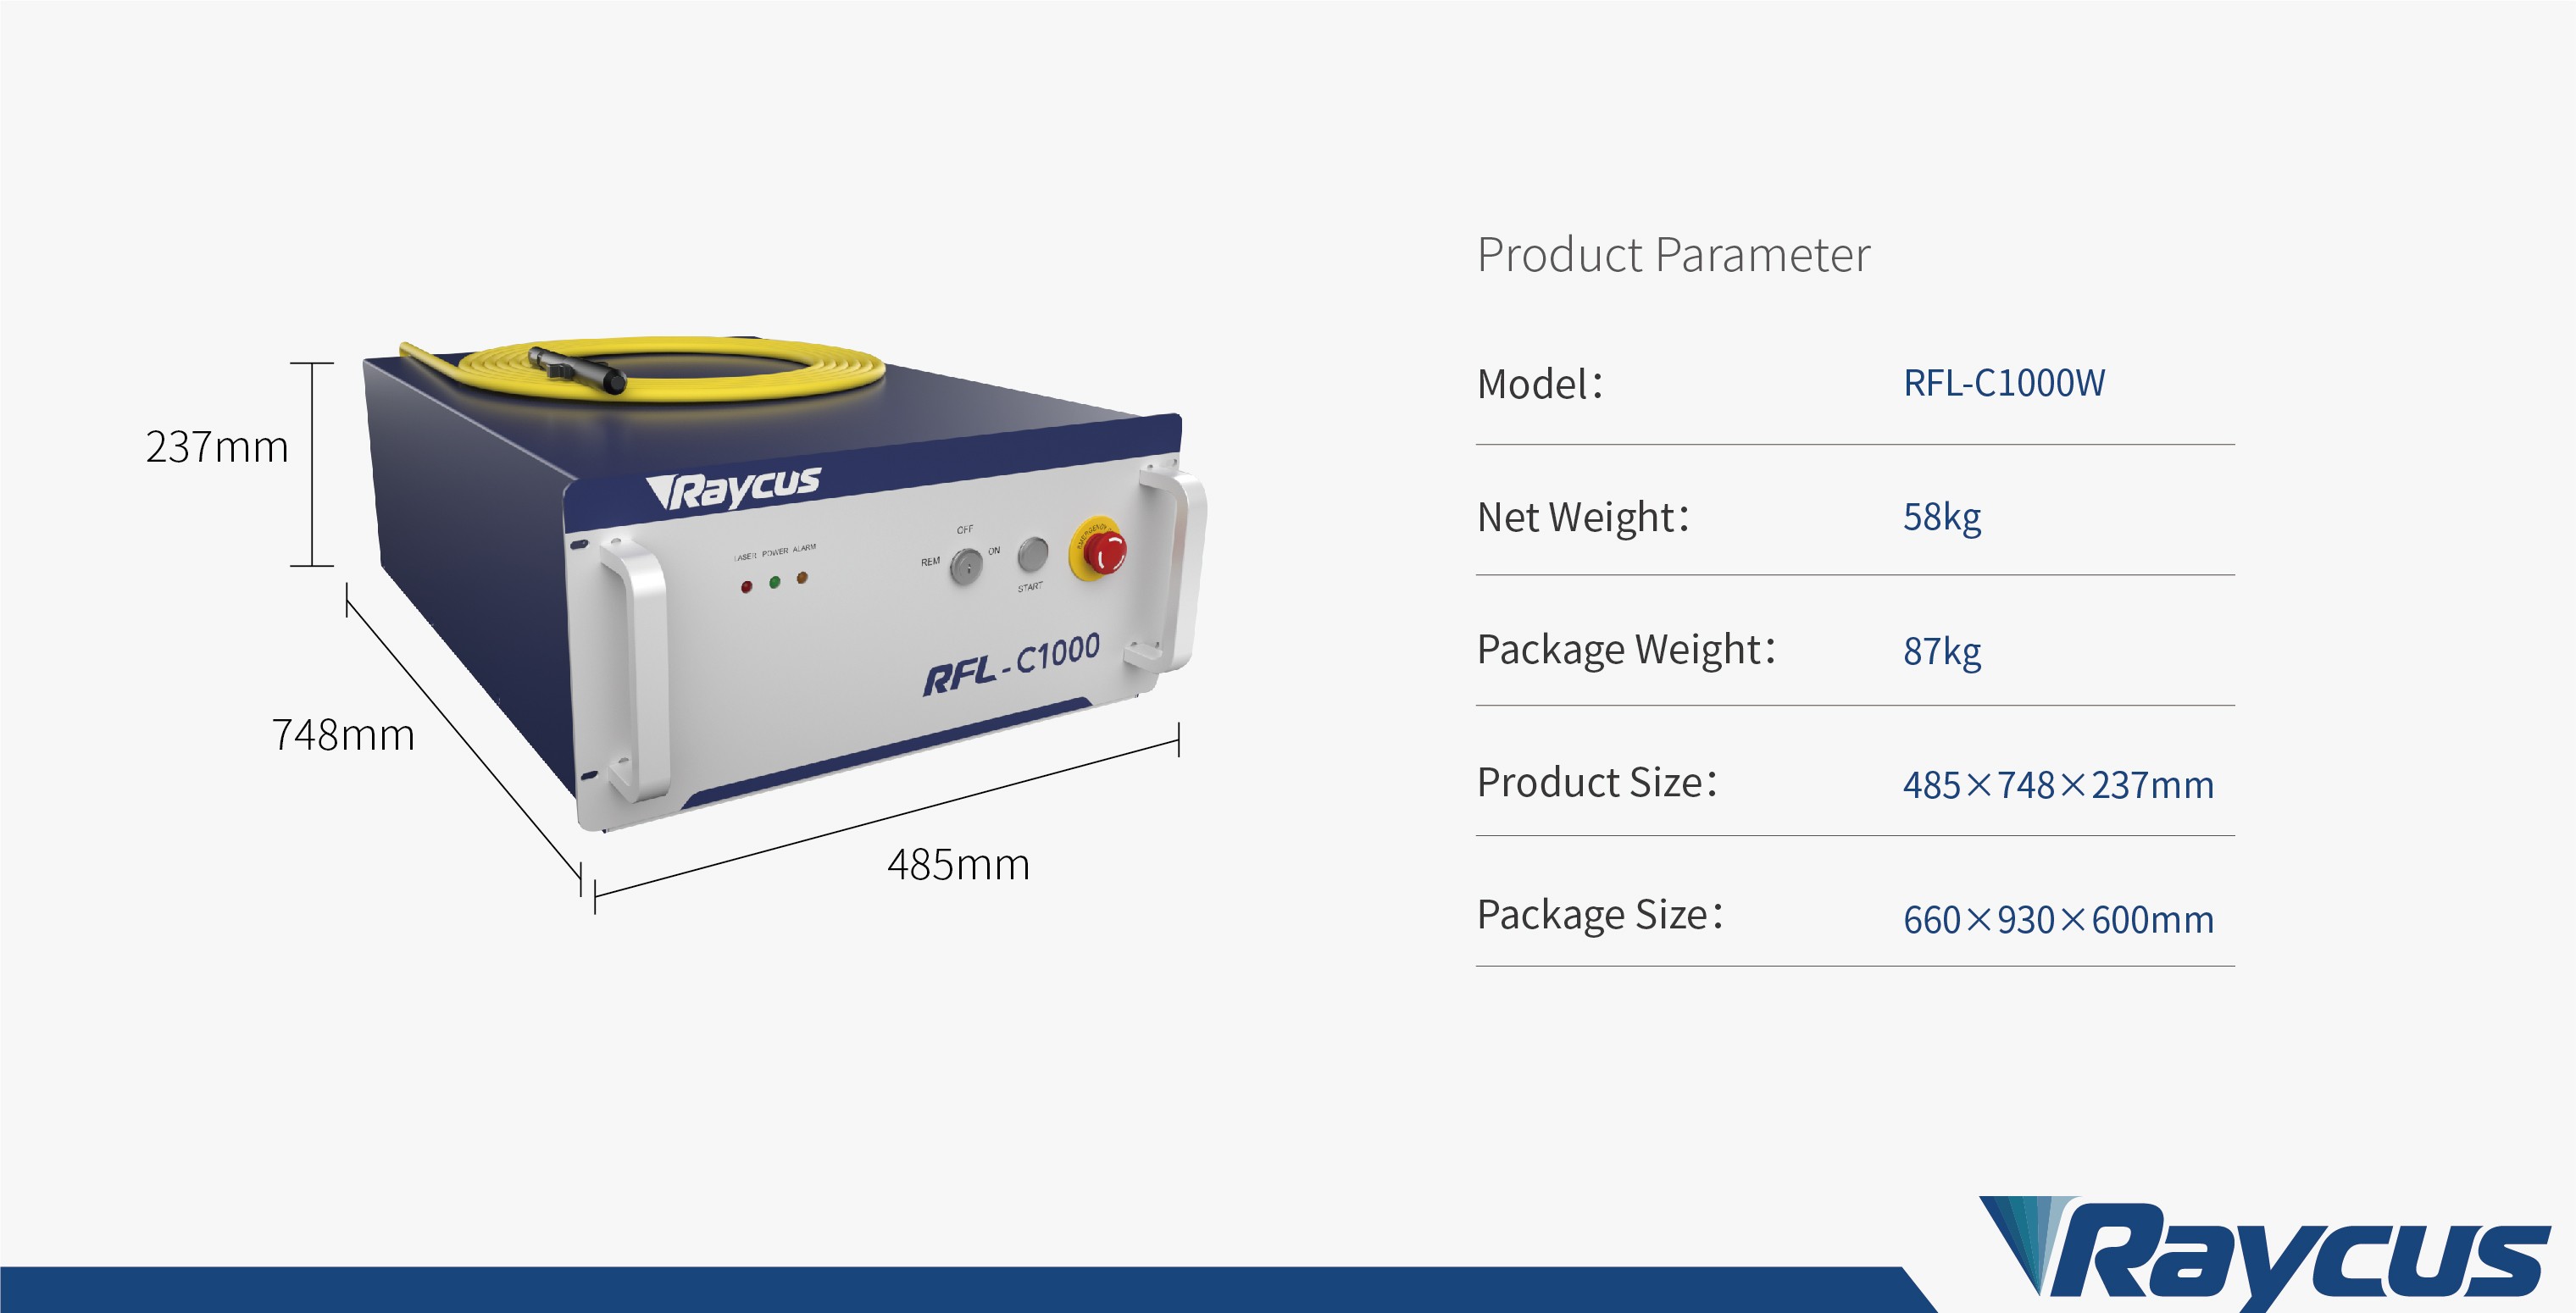 237mm
748mm
485mm
Raycus
LASER POWER ALARM
OFF
REM
ON
START
EMERGENCY
RFL-C1000
Product Parameter
Model： RFL-C1000W
Net Weight： 58kg
Package Weight： 87kg
Product Size： 485×748×237mm
Package Size： 660×930×600mm
Raycus